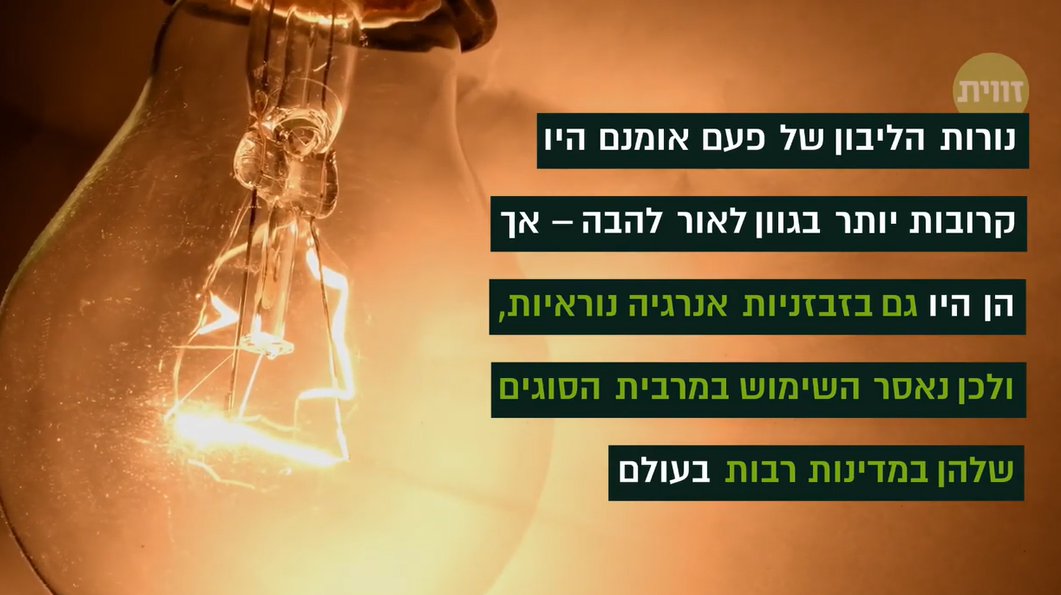 זווית
נורות הליבון של פעם אומנם היו
קרובות יותר בגוון לאור להבה – אך
הן היו גם בזבזניות אנרגיה נוראיות,
ולכן נאסר השימוש במרבית הסוגים
שלהן במדינות רבות בעולם